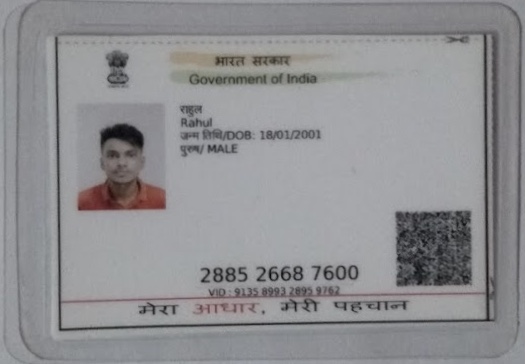 भारत सरकार
Government of India
राहुल
Rahul
जन्म तिथि/DOB: 18/01/2001
पुरुष/ MALE
2885 2668 7600
VID : 9135 8993 2895 9762
मेरा आधार, मेरी पहचान